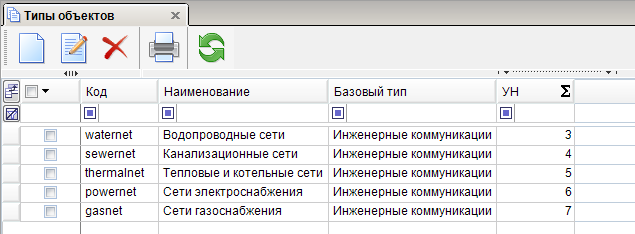 Типы объектов
Код Наименование Базовый тип УН Σ
waternet Водопроводные сети Инженерные коммуникации 3
sewernet Канализационные сети Инженерные коммуникации 4
thermalnet Тепловые и котельные сети Инженерные коммуникации 5
powernet Сети электроснабжения Инженерные коммуникации 6
gasnet Сети газоснабжения Инженерные коммуникации 7